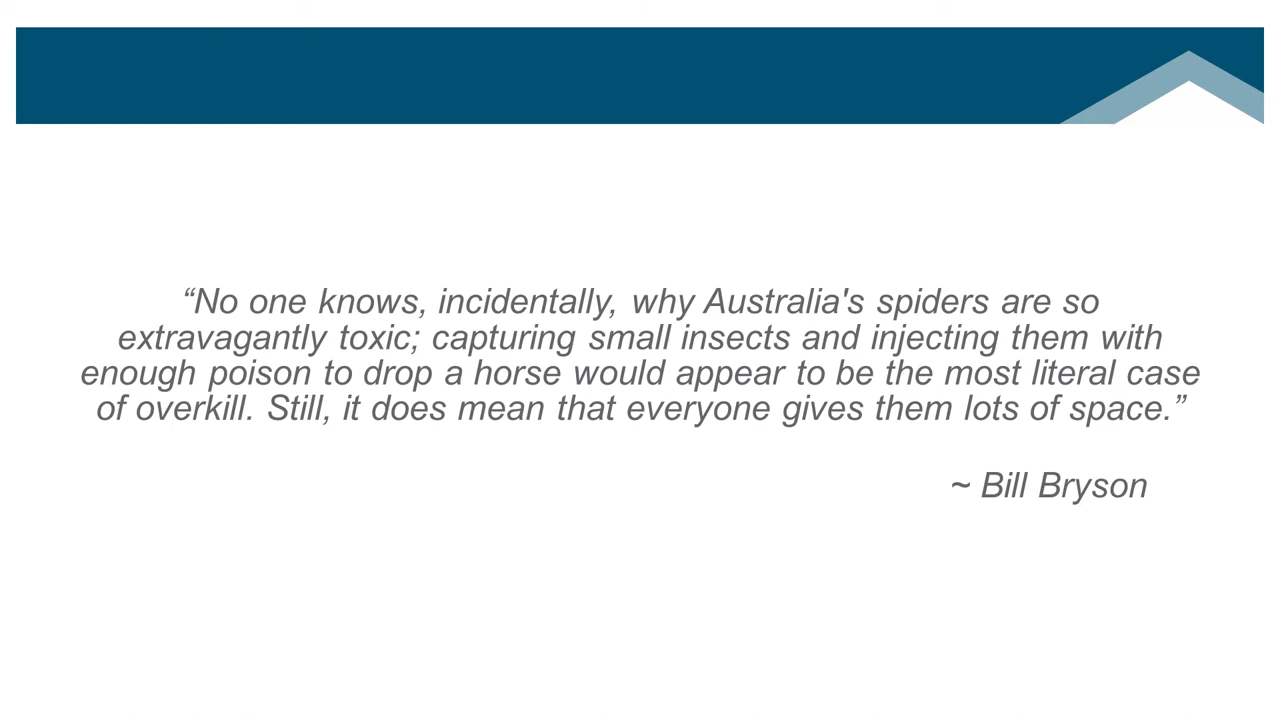 “No one knows, incidentally, why Australia's spiders are so
extravagantly toxic; capturing small insects and injecting them with
enough poison to drop a horse would appear to be the most literal case
of overkill. Still, it does mean that everyone gives them lots of space.”
~ Bill Bryson